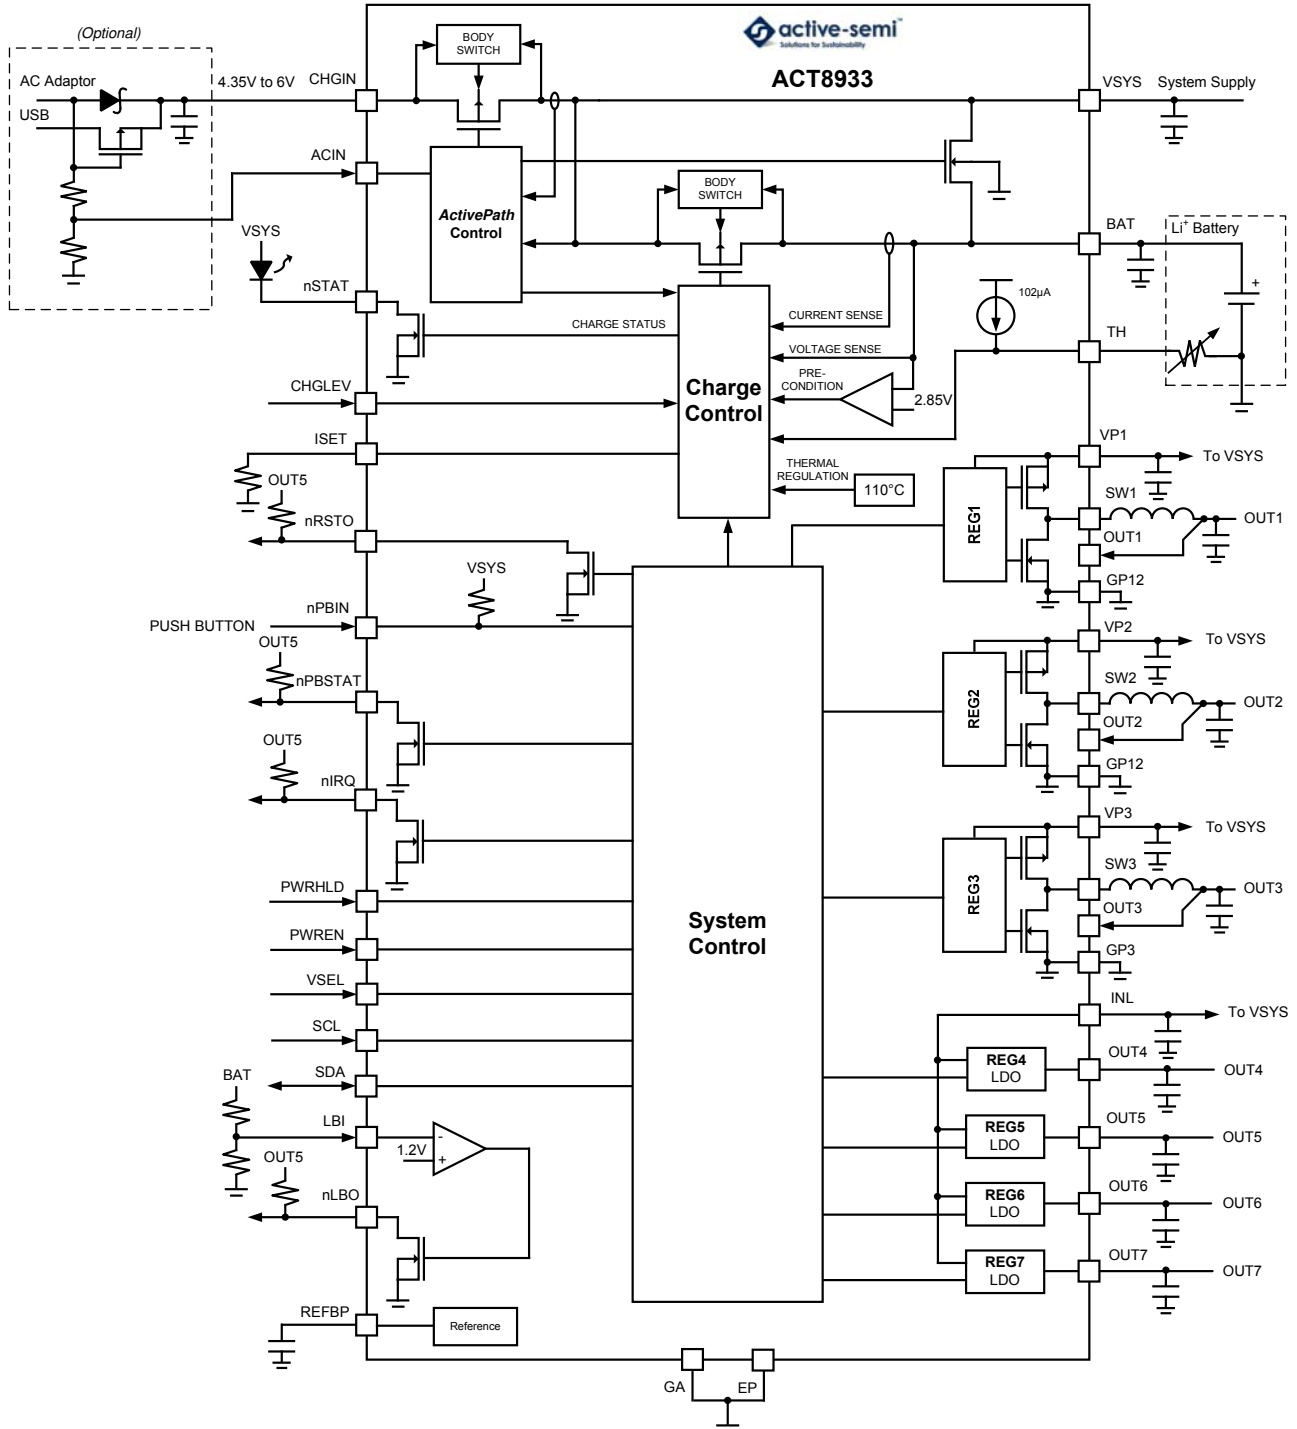 (Optional)
AC Adaptor
USB
4.35V to 6V
CHGIN
BODY
SWITCH
active-semi™
Solutions for Sustainability
ACT8933
VSYS
System Supply
ACIN
ActivePath
Control
BODY
SWITCH
BAT
Li+ Battery
+
VSYS
nSTAT
CHARGE STATUS
CURRENT SENSE
102µA
TH
VOLTAGE SENSE
PRE-
CONDITION
2.85V
Charge
Control
CHGLEV
ISET
OUT5
nRSTO
THERMAL
REGULATION
110°C
VP1
To VSYS
REG1
SW1
OUT1
OUT1
GP12
VSYS
nPBIN
PUSH BUTTON
OUT5
nPBSTAT
VP2
To VSYS
REG2
SW2
OUT2
OUT2
GP12
OUT5
nIRQ
VP3
To VSYS
REG3
SW3
OUT3
OUT3
GP3
PWRHLD
PWREN
VSEL
SCL
SDA
System
Control
INL
To VSYS
REG4
LDO
OUT4
OUT4
BAT
LBI
1.2V
-
+
REG5
LDO
OUT5
OUT5
OUT5
nLBO
REG6
LDO
OUT6
OUT6
REG7
LDO
OUT7
OUT7
REFBP
Reference
GA
EP